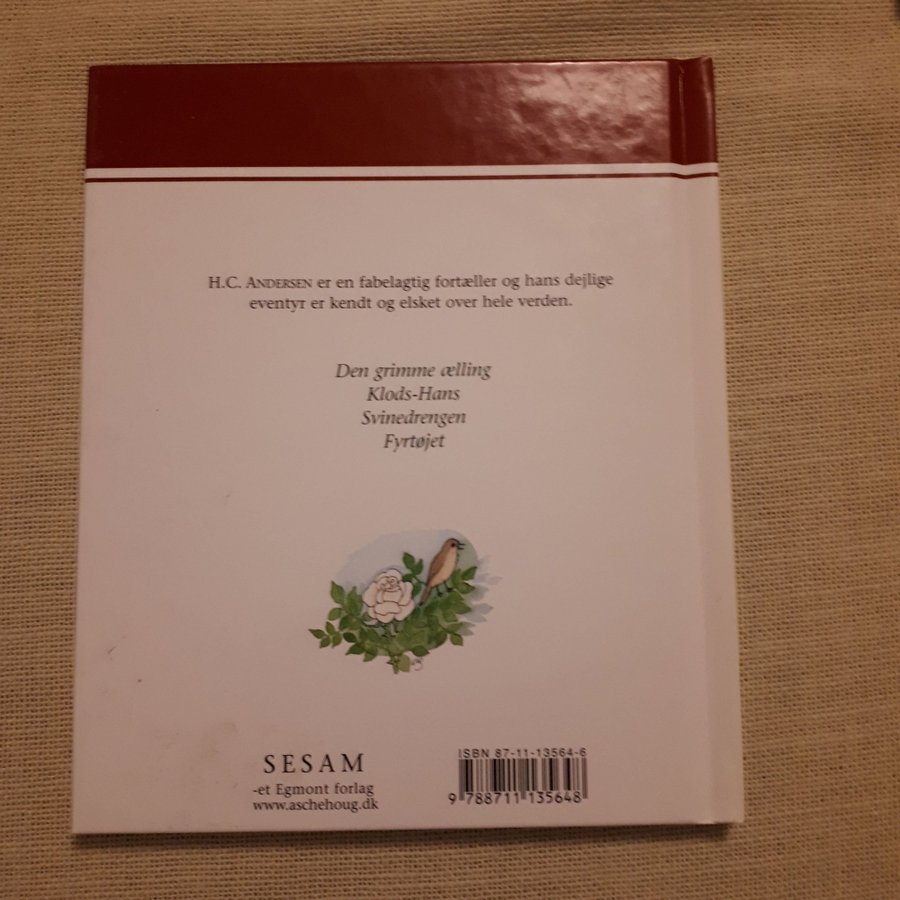 H.C. ANDERSEN er en fabelagtig fortæller og hans dejlige
eventyr er kendt og elsket over hele verden.
Den grimme ælling
Klods-Hans
Svinedrengen
Fyrtøjet
SESAM
-et Egmont forlag
www.aschehoug.dk
ISBN 87-11-13564-6
9 788711 135648